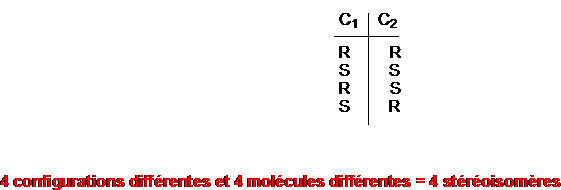 C1 C2
R R
S S
R S
S R
4 configurations différentes et 4 molécules différentes = 4 stéréoisomères